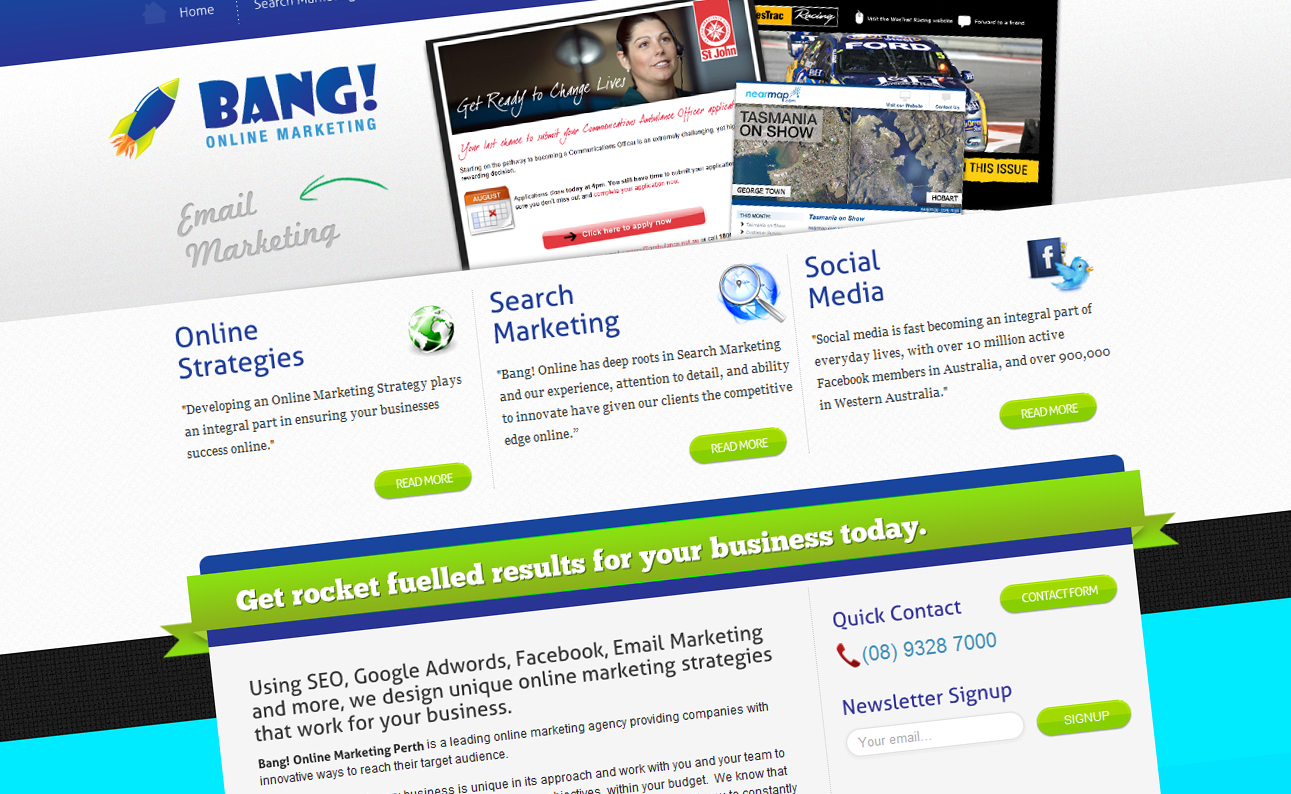 Home
Search Marketing
BANG!
ONLINE MARKETING
Email
Marketing
St John
Get Ready to Change Lives
Your last chance to submit your Communications Ambulance Officer
Starting on the pathway to becoming a Communications Officer is an extremely challenging, yet
rewarding decision.
AUGUST
Applications close today at 4pm. You still have time to submit your application
sure you don't miss out and complete your application now.
Click here to apply now
or call
Racing
Visit the WesTrac Racing website
Forward to a friend
FORD
THIS ISSUE
nearmap.com
Visit our Website
Contact Us
TASMANIA
ON SHOW
GEORGE TOWN
HOBART
THIS MONTH:
Tasmania on Show
Tasmania on Show
Online
Strategies
"Developing an Online Marketing Strategy plays
an integral part in ensuring your businesses
success online."
READ MORE
Search
Marketing
"Bang! Online has deep roots in Search Marketing
and our experience, attention to detail, and ability
to innovate have given our clients the competitive
edge online.”
READ MORE
Social
Media
"Social media is fast becoming an integral part of
everyday lives, with over 10 million active
Facebook members in Australia, and over 900,000
in Western Australia."
READ MORE
Get rocket fuelled results for your business today.
Using SEO, Google Adwords, Facebook, Email Marketing
and more, we design unique online marketing strategies
that work for your business.
Bang! Online Marketing Perth is a leading online marketing agency providing companies with
innovative ways to reach their target audience.
business is unique in its approach and work with you and your team to
within your budget. We know that
to constantly
Quick Contact
CONTACT FORM
(08) 9328 7000
Newsletter Signup
Your email...
SIGNUP